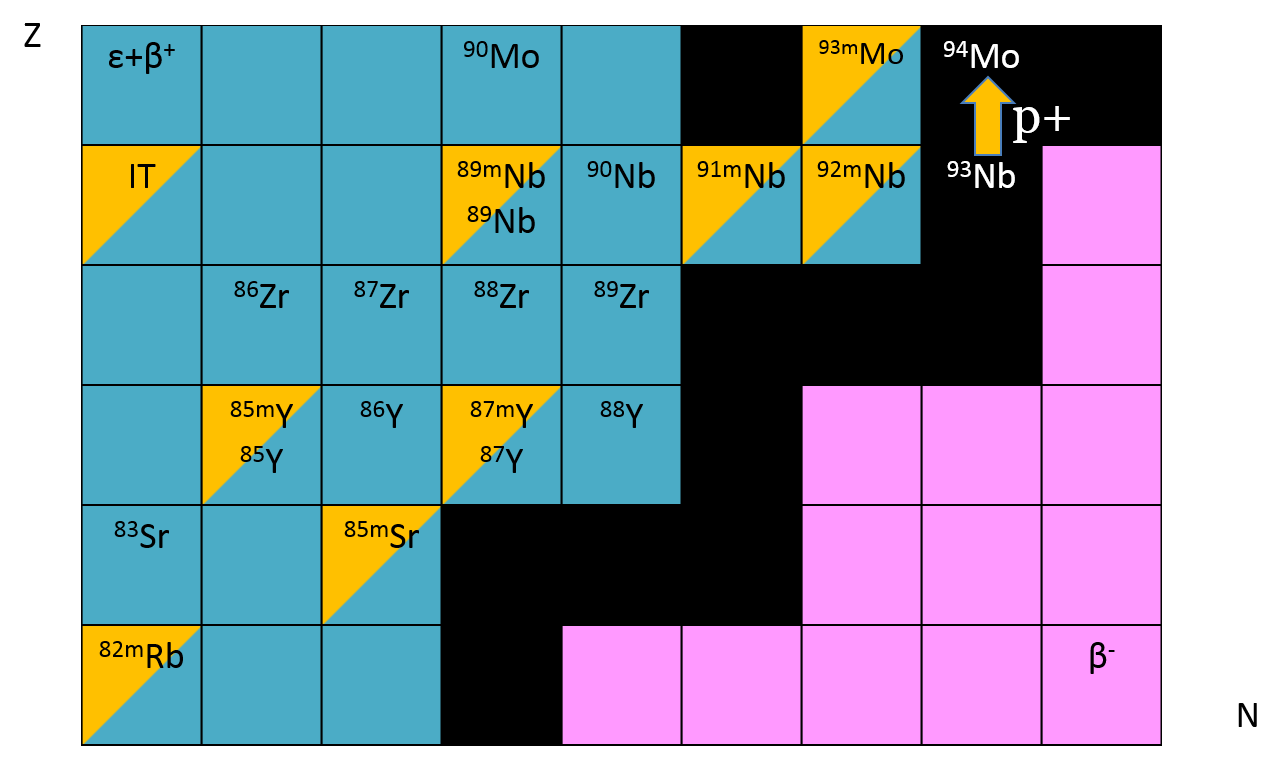 Z
ε+β⁺ ⁹⁰Mo ⁹³ᵐMo ⁹⁴Mo
p+
IT ⁸⁹ᵐNb ⁹⁰Nb ⁹¹ᵐNb ⁹²ᵐNb ⁹³Nb
⁸⁹Nb
⁸⁶Zr ⁸⁷Zr ⁸⁸Zr ⁸⁹Zr
⁸⁵ᵐY ⁸⁶Y ⁸⁷ᵐY ⁸⁸Y
⁸⁵Y ⁸⁷Y
⁸³Sr ⁸⁵ᵐSr
⁸²ᵐRb β⁻
N